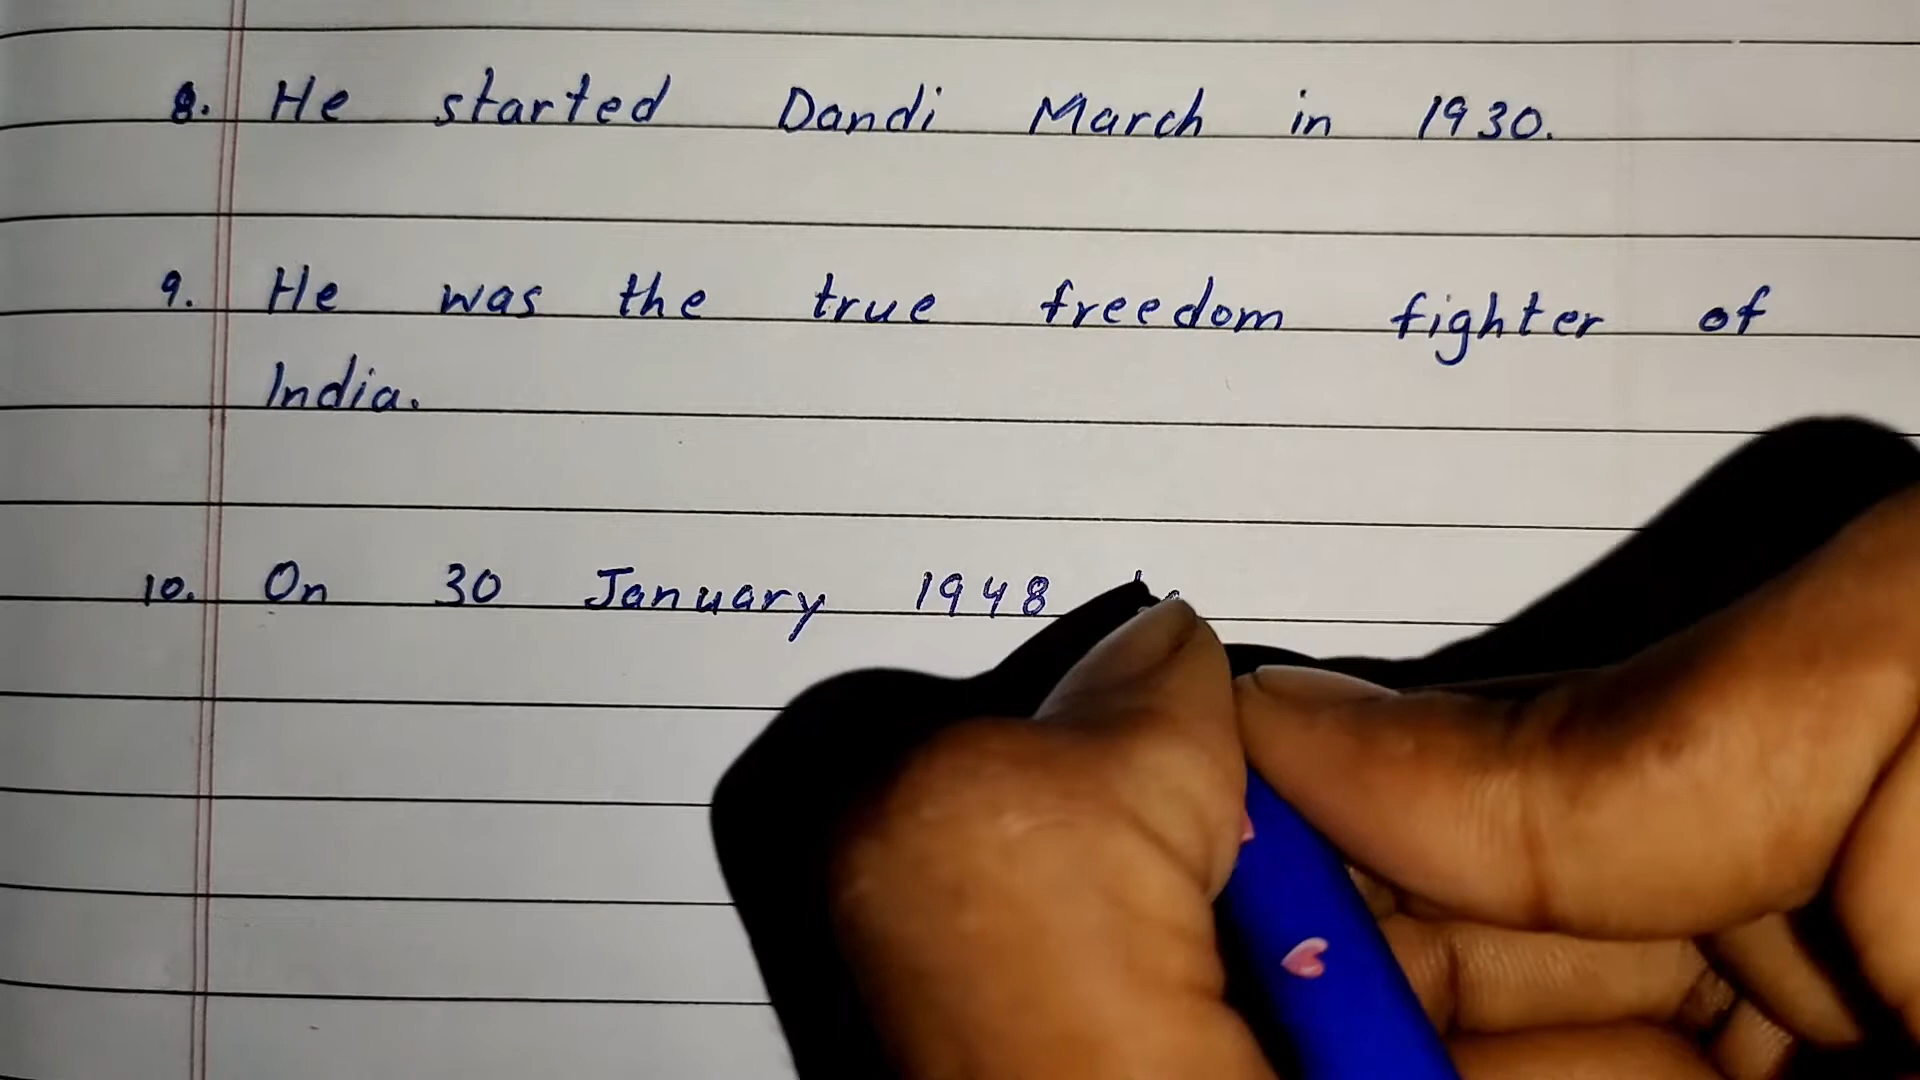 8. He started Dandi March in 1930.
9. He was the true freedom fighter of
India.
10. On 30 January 1948